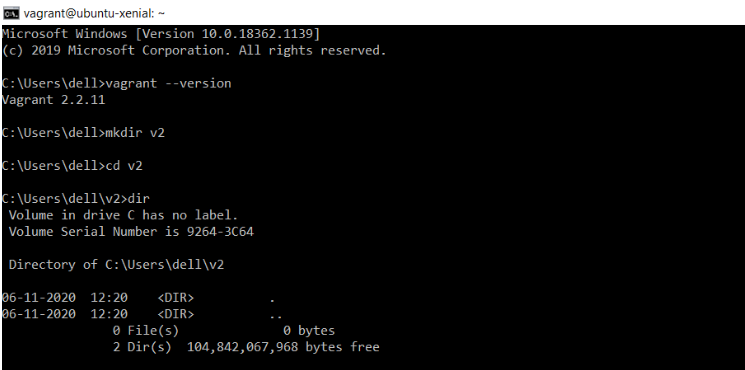 vagrant@ubuntu-xenial: ~
Microsoft Windows [Version 10.0.18362.1139]
(c) 2019 Microsoft Corporation. All rights reserved.
C:\Users\dell>vagrant --version
Vagrant 2.2.11
C:\Users\dell>mkdir v2
C:\Users\dell>cd v2
C:\Users\dell\v2>dir
 Volume in drive C has no label.
 Volume Serial Number is 9264-3C64
 Directory of C:\Users\dell\v2
06-11-2020  12:20    <DIR>          .
06-11-2020  12:20    <DIR>          ..
               0 File(s)              0 bytes
               2 Dir(s)  104,842,067,968 bytes free